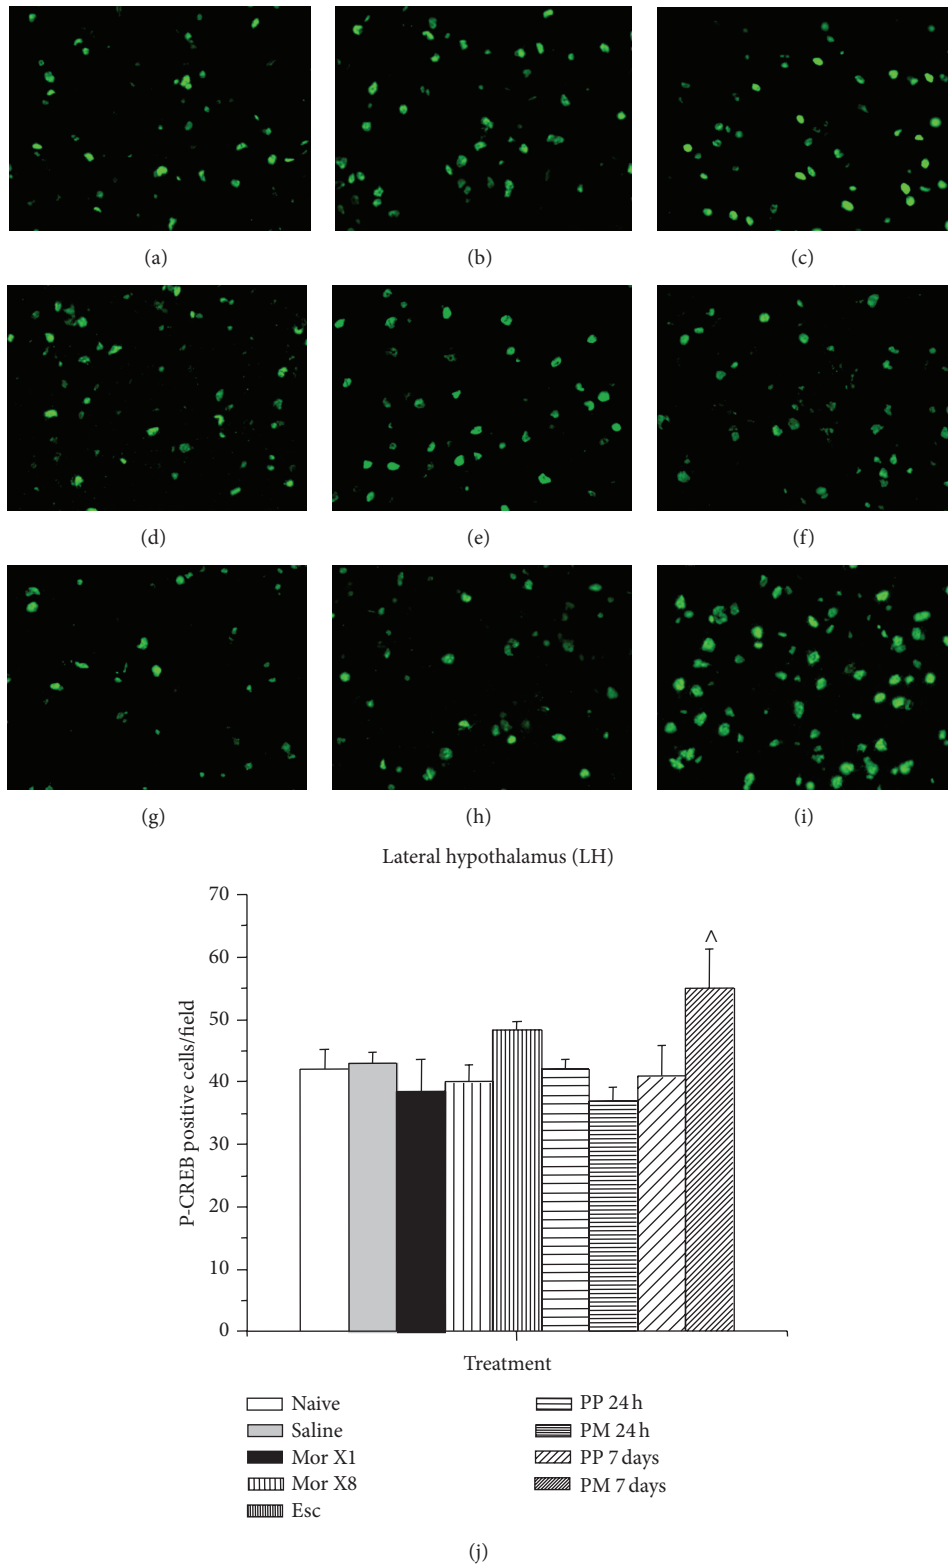 (a)
(b)
(c)
(d)
(e)
(f)
(g)
(h)
(i)
Lateral hypothalamus (LH)
70
60
50
40
30
20
10
0
P-CREB positive cells/field
^
Treatment
Naive
Saline
Mor X1
Mor X8
Esc
PP 24 h
PM 24 h
PP 7 days
PM 7 days
(j)